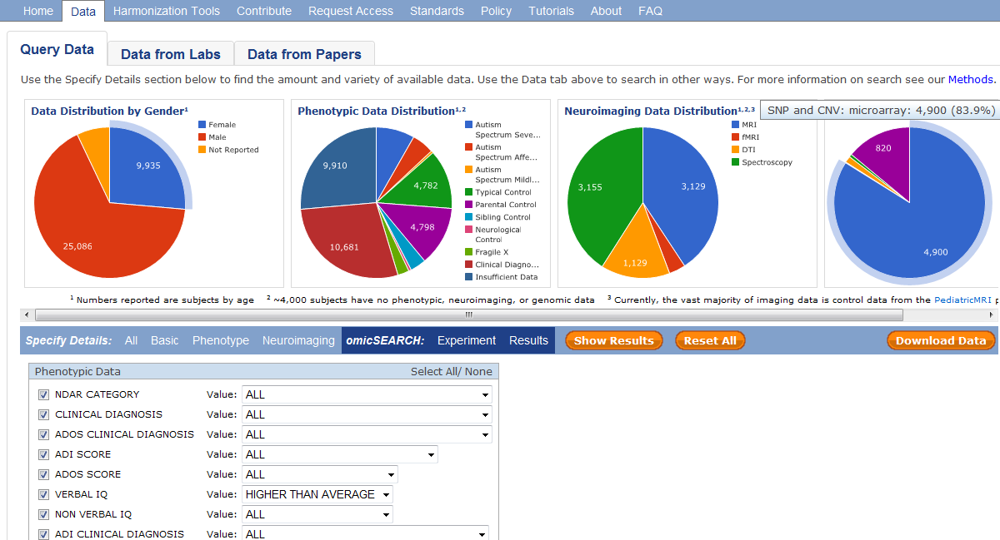 Home Data Harmonization Tools Contribute Request Access Standards Policy Tutorials About FAQ
Query Data Data from Labs Data from Papers
Use the Specify Details section below to find the amount and variety of available data. Use the Data tab above to search in other ways. For more information on search see our Methods.
Data Distribution by Gender¹
Female
Male
Not Reported
9,935
25,086
Phenotypic Data Distribution¹,²
Autism
Spectrum Seve...
Autism
Spectrum Affe...
Autism
Spectrum Mildl...
Typical Control
Parental Control
Sibling Control
Neurological
Control
Fragile X
Clinical Diagno...
Insufficient Data
9,910
4,782
4,798
10,681
Neuroimaging Data Distribution¹,²,³
MRI
fMRI
DTI
Spectroscopy
3,155
3,129
1,129
SNP and CNV: microarray: 4,900 (83.9%)
820
4,900
¹ Numbers reported are subjects by age ² ~4,000 subjects have no phenotypic, neuroimaging, or genomic data ³ Currently, the vast majority of imaging data is control data from the PediatricMRI p
Specify Details: All Basic Phenotype Neuroimaging omicSEARCH: Experiment Results Show Results Reset All Download Data
Phenotypic Data Select All/ None
NDAR CATEGORY Value: ALL
CLINICAL DIAGNOSIS Value: ALL
ADOS CLINICAL DIAGNOSIS Value: ALL
ADI SCORE Value: ALL
ADOS SCORE Value: ALL
VERBAL IQ Value: HIGHER THAN AVERAGE
NON VERBAL IQ Value: ALL
ADI CLINICAL DIAGNOSIS Value: ALL